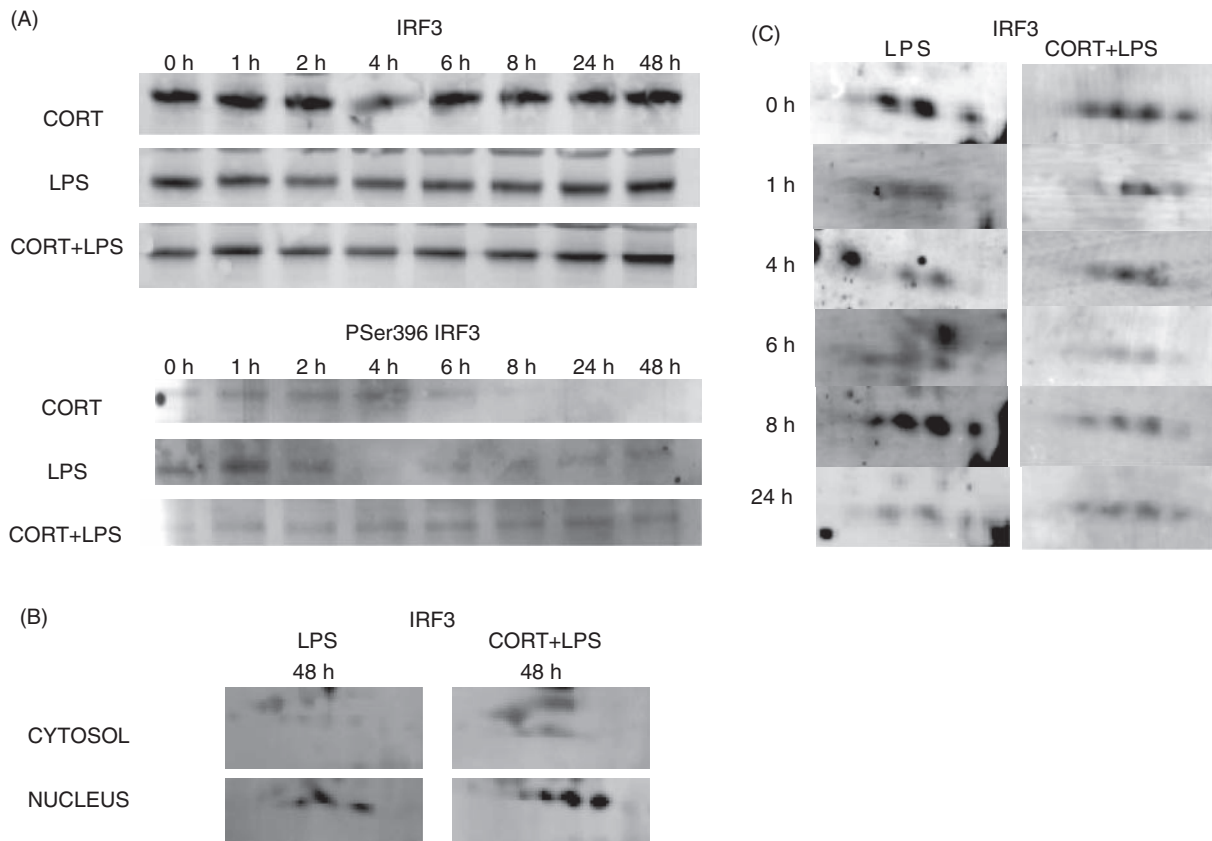 (A)
IRF3
0 h 1 h 2 h 4 h 6 h 8 h 24 h 48 h
CORT
LPS
CORT+LPS
PSer396 IRF3
0 h 1 h 2 h 4 h 6 h 8 h 24 h 48 h
CORT
LPS
CORT+LPS
(B)
IRF3
LPS CORT+LPS
48 h 48 h
CYTOSOL
NUCLEUS
(C)
IRF3
LPS CORT+LPS
0 h
1 h
4 h
6 h
8 h
24 h